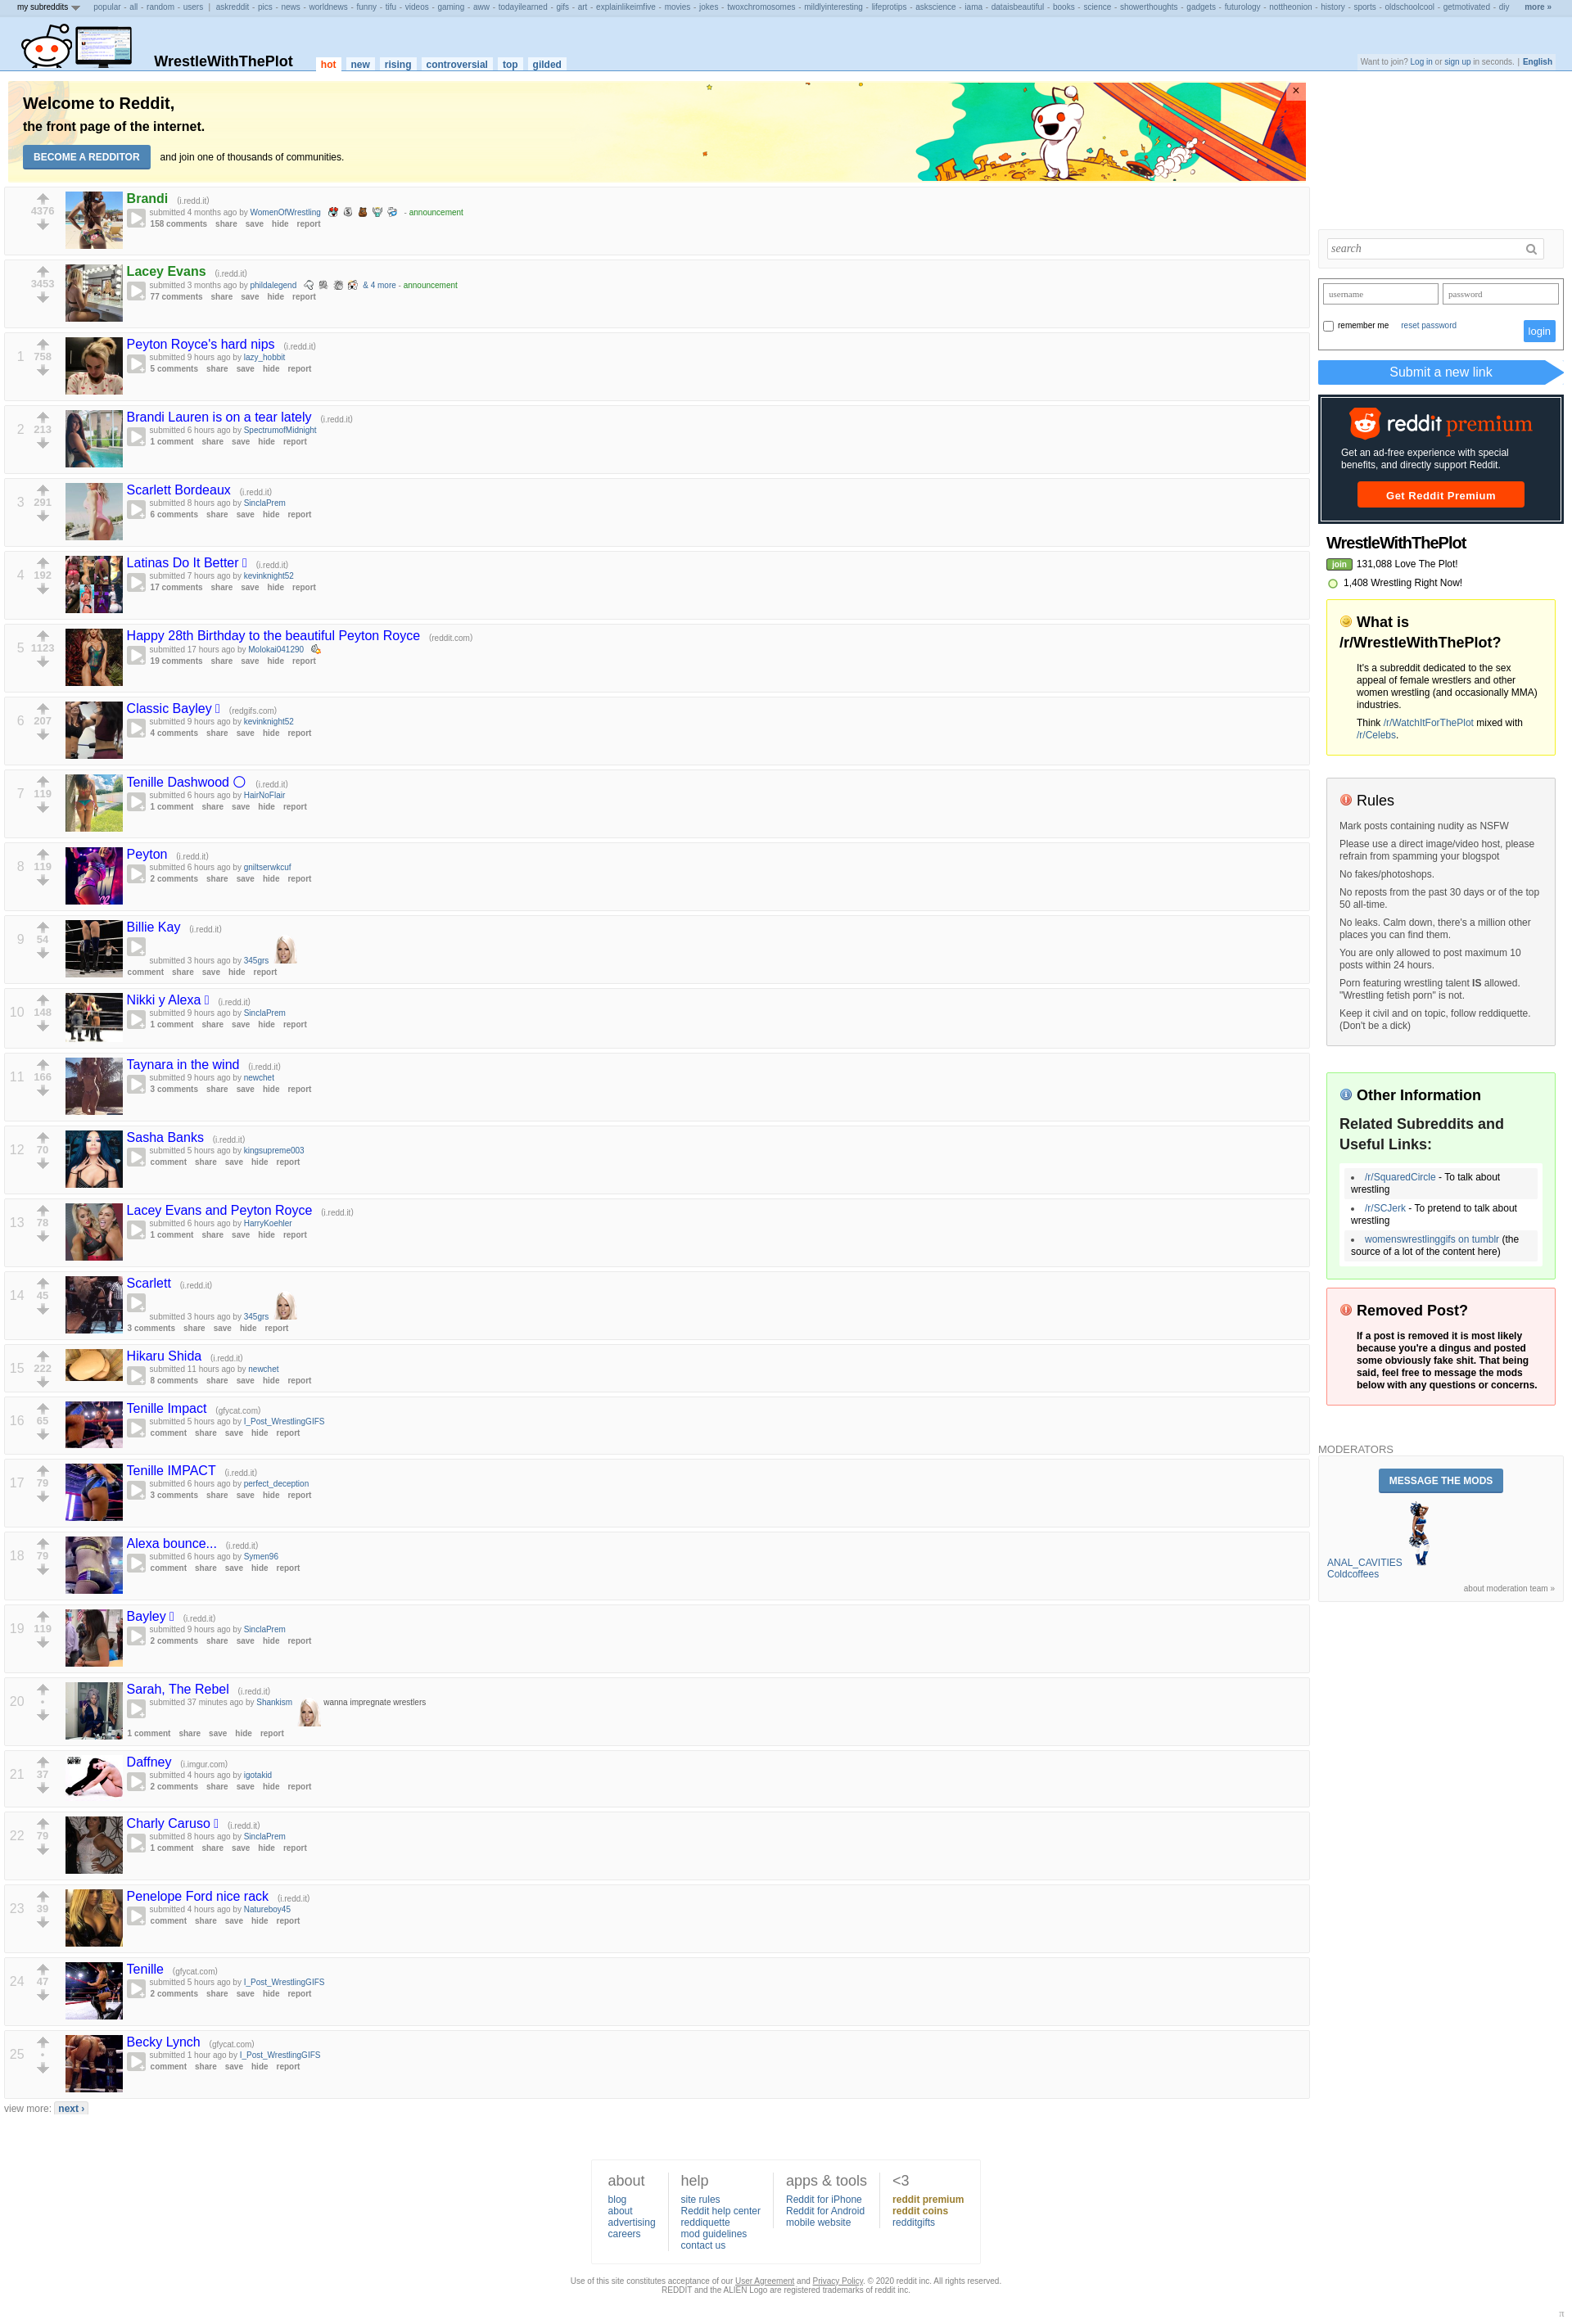 my subreddits popular - all - random - users | askreddit - pics - news - worldnews - funny - tifu - videos - gaming - aww - todayilearned - gifs - art - explainlikeimfive - movies - jokes - twoxchromosomes - mildlyinteresting - lifeprotips - askscience - iama - dataisbeautiful - books - science - showerthoughts - gadgets - futurology - nottheonion - history - sports - oldschoolcool - getmotivated - diy more »
WrestleWithThePlot hot new rising controversial top gilded
Want to join? Log in or sign up in seconds. | English
Welcome to Reddit,
the front page of the internet.
BECOME A REDDITOR and join one of thousands of communities.
×
4376
Brandi (i.redd.it)
submitted 4 months ago by WomenOfWrestling - announcement
158 comments share save hide report
3453
Lacey Evans (i.redd.it)
submitted 3 months ago by phildalegend & 4 more - announcement
77 comments share save hide report
1 758
Peyton Royce's hard nips (i.redd.it)
submitted 9 hours ago by lazy_hobbit
5 comments share save hide report
2 213
Brandi Lauren is on a tear lately (i.redd.it)
submitted 6 hours ago by SpectrumofMidnight
1 comment share save hide report
3 291
Scarlett Bordeaux (i.redd.it)
submitted 8 hours ago by SinclaPrem
6 comments share save hide report
4 192
Latinas Do It Better (i.redd.it)
submitted 7 hours ago by kevinknight52
17 comments share save hide report
5 1123
Happy 28th Birthday to the beautiful Peyton Royce (reddit.com)
submitted 17 hours ago by Molokai041290
19 comments share save hide report
6 207
Classic Bayley (redgifs.com)
submitted 9 hours ago by kevinknight52
4 comments share save hide report
7 119
Tenille Dashwood (i.redd.it)
submitted 6 hours ago by HairNoFlair
1 comment share save hide report
8 119
Peyton (i.redd.it)
submitted 6 hours ago by gniltserwkcuf
2 comments share save hide report
9 54
Billie Kay (i.redd.it)
submitted 3 hours ago by 345grs
comment share save hide report
10 148
Nikki y Alexa (i.redd.it)
submitted 9 hours ago by SinclaPrem
1 comment share save hide report
11 166
Taynara in the wind (i.redd.it)
submitted 9 hours ago by newchet
3 comments share save hide report
12 70
Sasha Banks (i.redd.it)
submitted 5 hours ago by kingsupreme003
comment share save hide report
13 78
Lacey Evans and Peyton Royce (i.redd.it)
submitted 6 hours ago by HarryKoehler
1 comment share save hide report
14 45
Scarlett (i.redd.it)
submitted 3 hours ago by 345grs
3 comments share save hide report
15 222
Hikaru Shida (i.redd.it)
submitted 11 hours ago by newchet
8 comments share save hide report
16 65
Tenille Impact (gfycat.com)
submitted 5 hours ago by I_Post_WrestlingGIFS
comment share save hide report
17 79
Tenille IMPACT (i.redd.it)
submitted 6 hours ago by perfect_deception
3 comments share save hide report
18 79
Alexa bounce... (i.redd.it)
submitted 6 hours ago by Symen96
comment share save hide report
19 119
Bayley (i.redd.it)
submitted 9 hours ago by SinclaPrem
2 comments share save hide report
20 •
Sarah, The Rebel (i.redd.it)
submitted 37 minutes ago by Shankism wanna impregnate wrestlers
1 comment share save hide report
21 37
Daffney (i.imgur.com)
submitted 4 hours ago by igotakid
2 comments share save hide report
22 79
Charly Caruso (i.redd.it)
submitted 8 hours ago by SinclaPrem
1 comment share save hide report
23 39
Penelope Ford nice rack (i.redd.it)
submitted 4 hours ago by Natureboy45
comment share save hide report
24 47
Tenille (gfycat.com)
submitted 5 hours ago by I_Post_WrestlingGIFS
2 comments share save hide report
25 •
Becky Lynch (gfycat.com)
submitted 1 hour ago by I_Post_WrestlingGIFS
comment share save hide report
view more: next ›
search
username password
remember me reset password login
Submit a new link
reddit premium
Get an ad-free experience with special
benefits, and directly support Reddit.
Get Reddit Premium
WrestleWithThePlot
join 131,088 Love The Plot!
1,408 Wrestling Right Now!
What is
/r/WrestleWithThePlot?
It's a subreddit dedicated to the sex
appeal of female wrestlers and other
women wrestling (and occasionally MMA)
industries.
Think /r/WatchItForThePlot mixed with
/r/Celebs.
Rules
Mark posts containing nudity as NSFW
Please use a direct image/video host, please
refrain from spamming your blogspot
No fakes/photoshops.
No reposts from the past 30 days or of the top
50 all-time.
No leaks. Calm down, there's a million other
places you can find them.
You are only allowed to post maximum 10
posts within 24 hours.
Porn featuring wrestling talent IS allowed.
"Wrestling fetish porn" is not.
Keep it civil and on topic, follow reddiquette.
(Don't be a dick)
Other Information
Related Subreddits and
Useful Links:
• /r/SquaredCircle - To talk about
wrestling
• /r/SCJerk - To pretend to talk about
wrestling
• womenswrestlinggifs on tumblr (the
source of a lot of the content here)
Removed Post?
If a post is removed it is most likely
because you're a dingus and posted
some obviously fake shit. That being
said, feel free to message the mods
below with any questions or concerns.
MODERATORS
MESSAGE THE MODS
ANAL_CAVITIES
Coldcoffees
about moderation team »
about
blog
about
advertising
careers
help
site rules
Reddit help center
reddiquette
mod guidelines
contact us
apps & tools
Reddit for iPhone
Reddit for Android
mobile website
<3
reddit premium
reddit coins
redditgifts
Use of this site constitutes acceptance of our User Agreement and Privacy Policy. © 2020 reddit inc. All rights reserved.
REDDIT and the ALIEN Logo are registered trademarks of reddit inc.
π